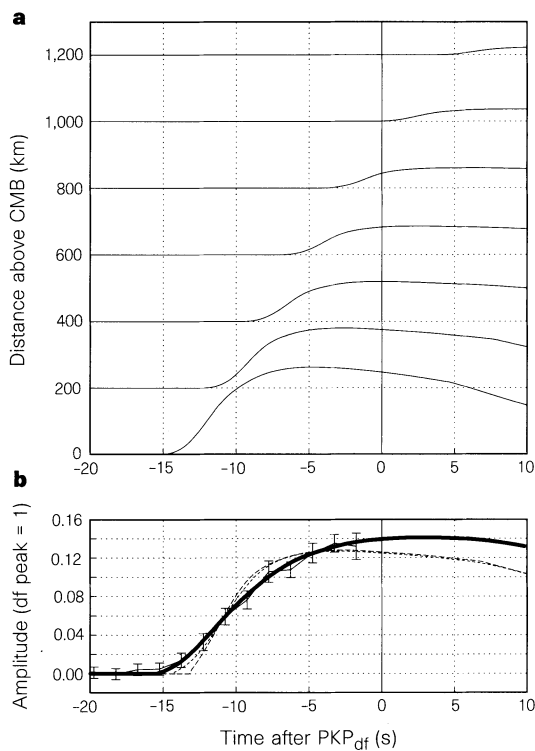 a
1,200
1,000
800
600
400
200
0
Distance above CMB (km)
-20 -15 -10 -5 0 5 10
b
0.16
0.12
0.08
0.04
0.00
Amplitude (df peak = 1)
-20 -15 -10 -5 0 5 10
Time after PKPdf (s)